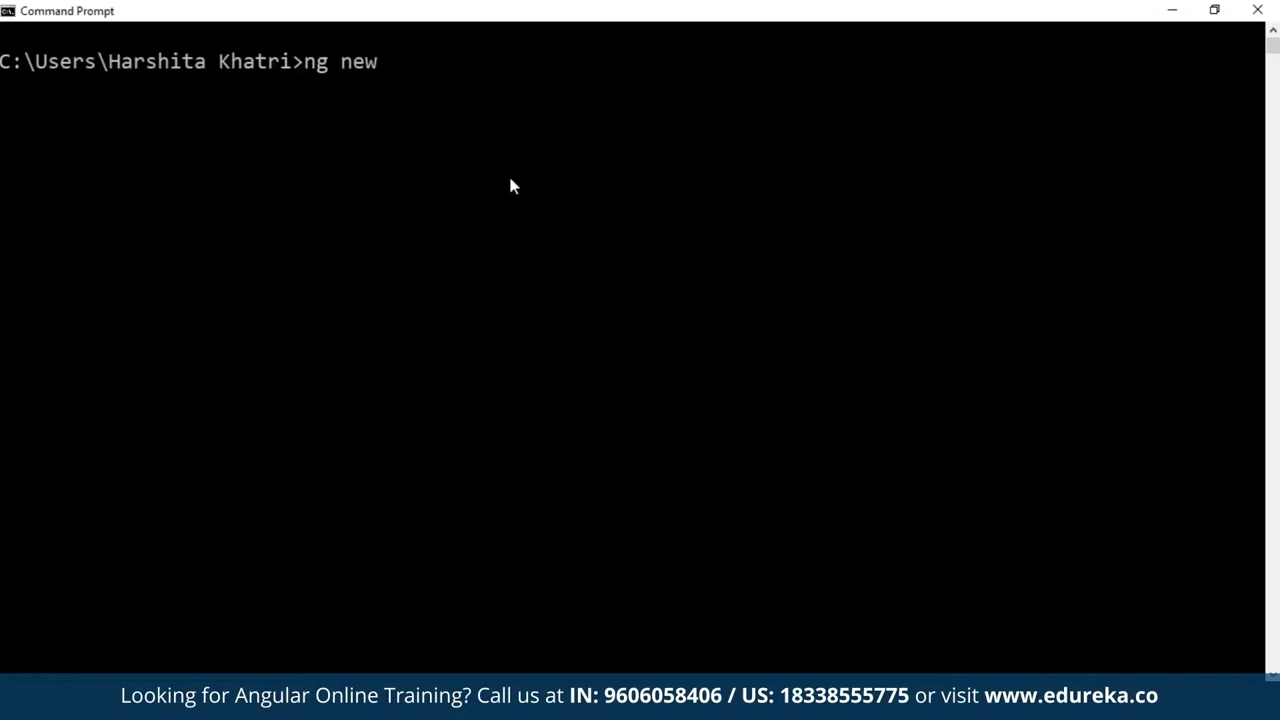 Command Prompt
C:\Users\Harshita Khatri>ng new
Looking for Angular Online Training? Call us at IN: 9606058406 / US: 18338555775 or visit www.edureka.co